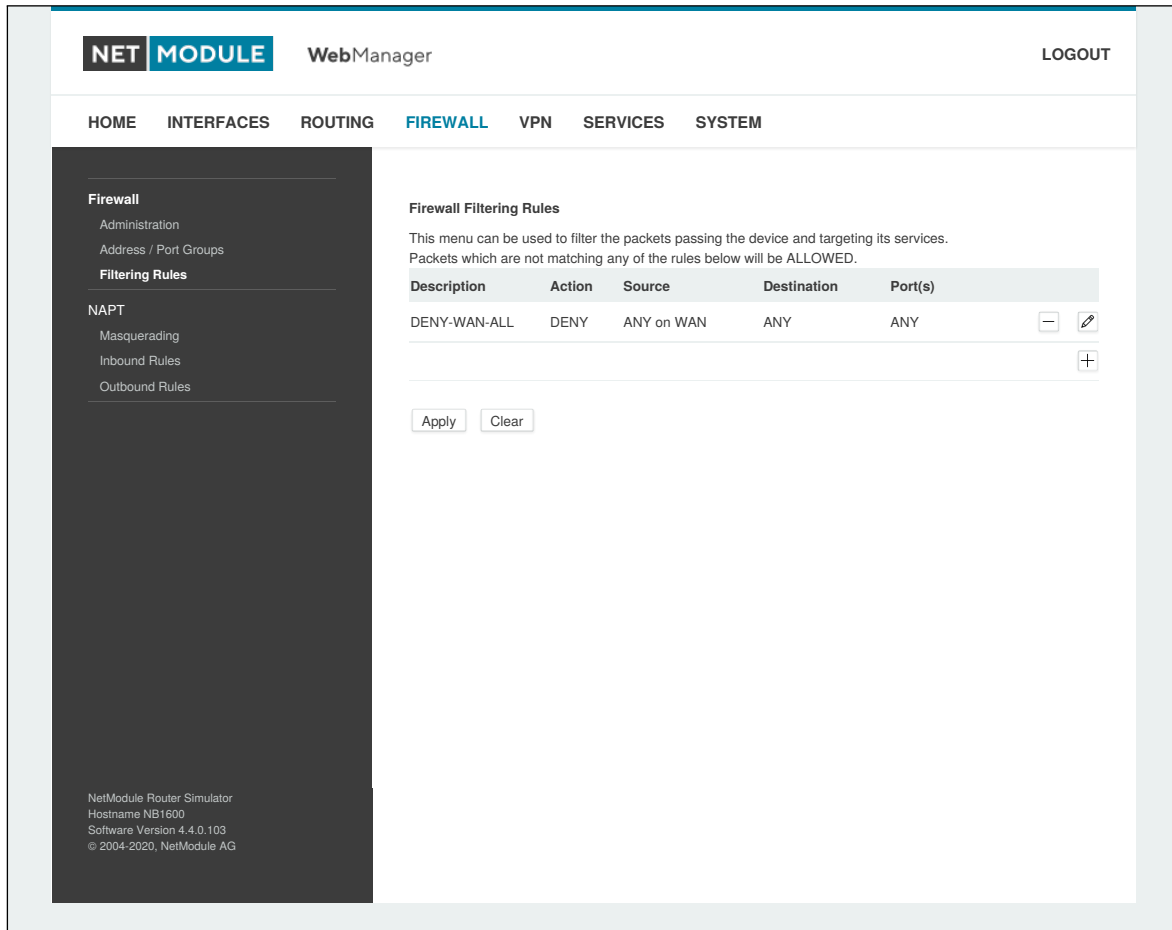 NET MODULE WebManager LOGOUT
HOME INTERFACES ROUTING FIREWALL VPN SERVICES SYSTEM
Firewall
Administration
Address / Port Groups
Filtering Rules
NAPT
Masquerading
Inbound Rules
Outbound Rules
Firewall Filtering Rules
This menu can be used to filter the packets passing the device and targeting its services.
Packets which are not matching any of the rules below will be ALLOWED.
Description Action Source Destination Port(s)
DENY-WAN-ALL DENY ANY on WAN ANY ANY
Apply Clear
NetModule Router Simulator
Hostname NB1600
Software Version 4.4.0.103
© 2004-2020, NetModule AG